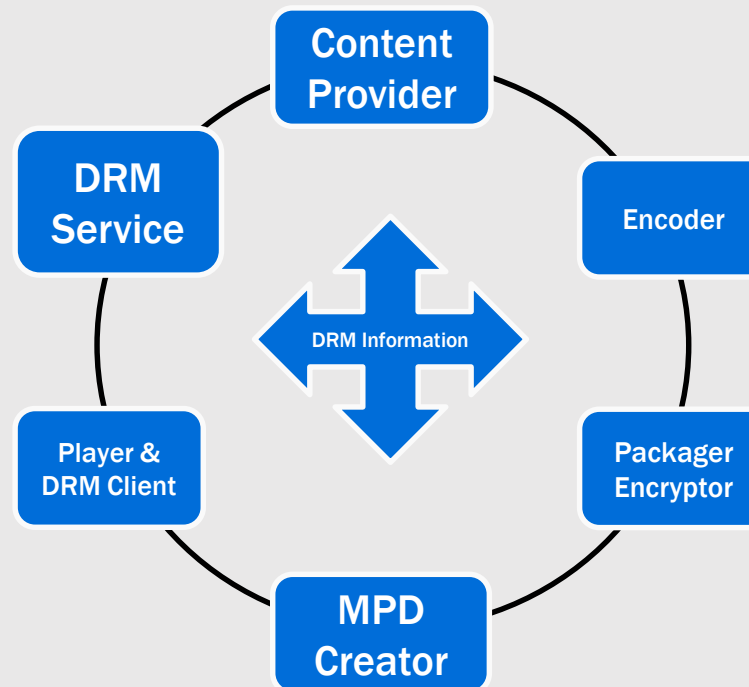 Content
Provider
DRM
Service
Encoder
DRM Information
Player &
DRM Client
Packager
Encryptor
MPD
Creator